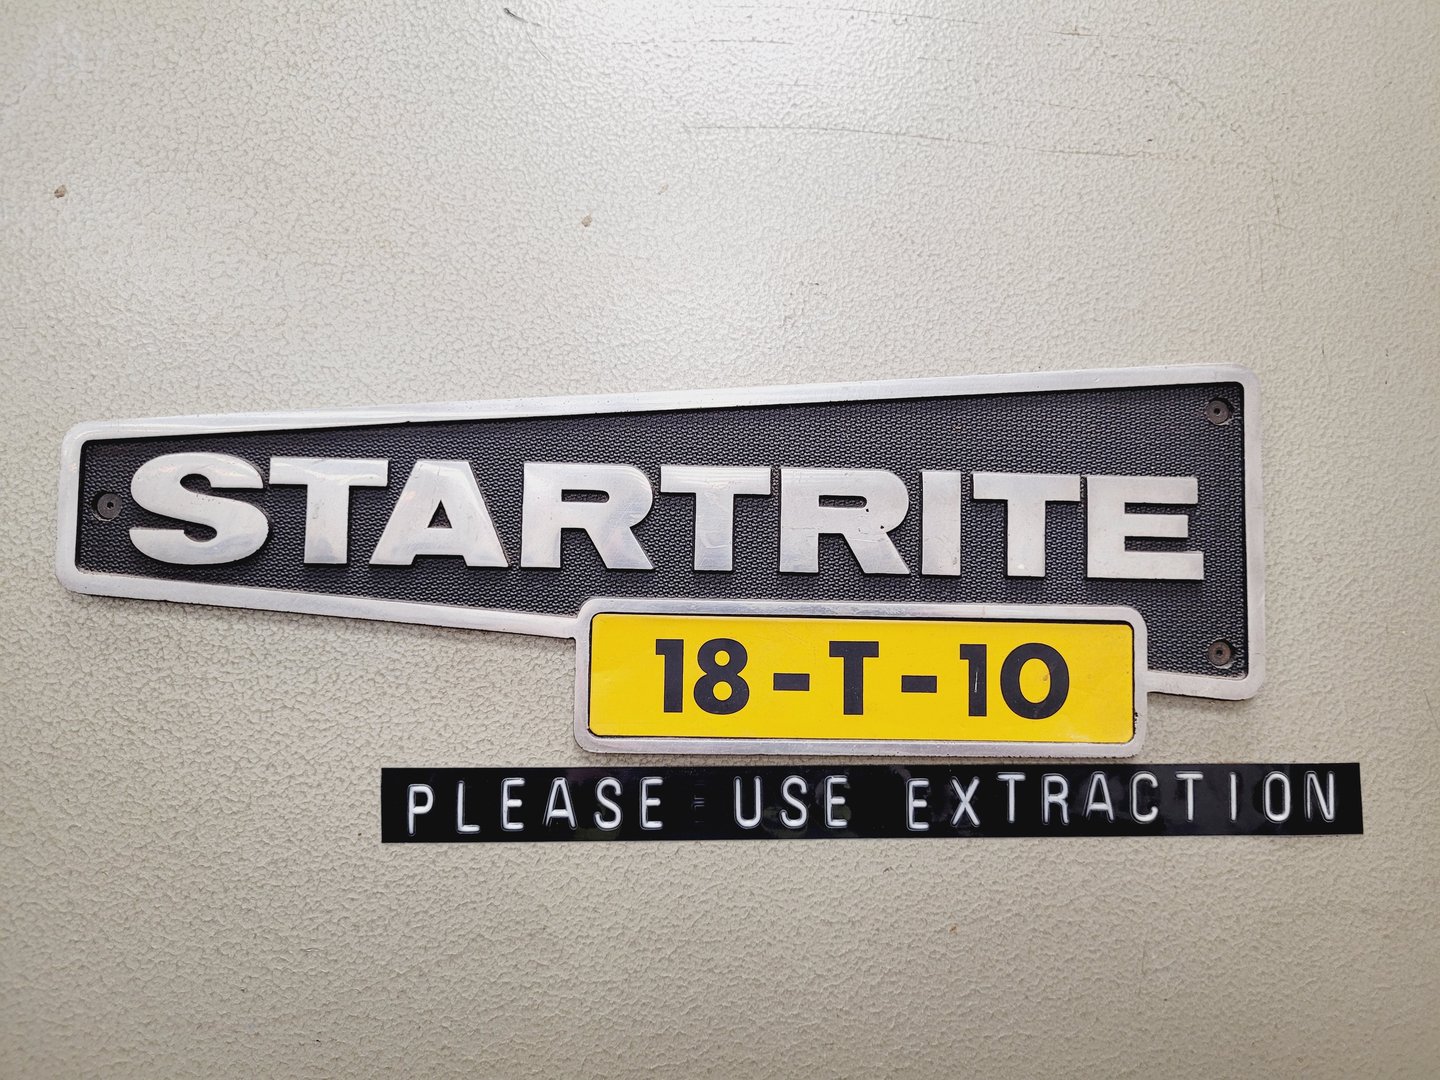 STARTRITE
18-T-10
PLEASE USE EXTRACTION